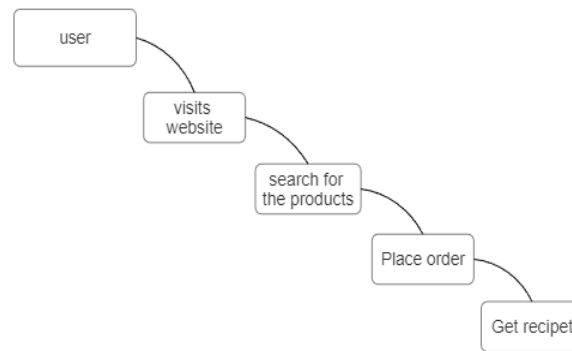 user
visits
website
search for
the products
Place order
Get recipet